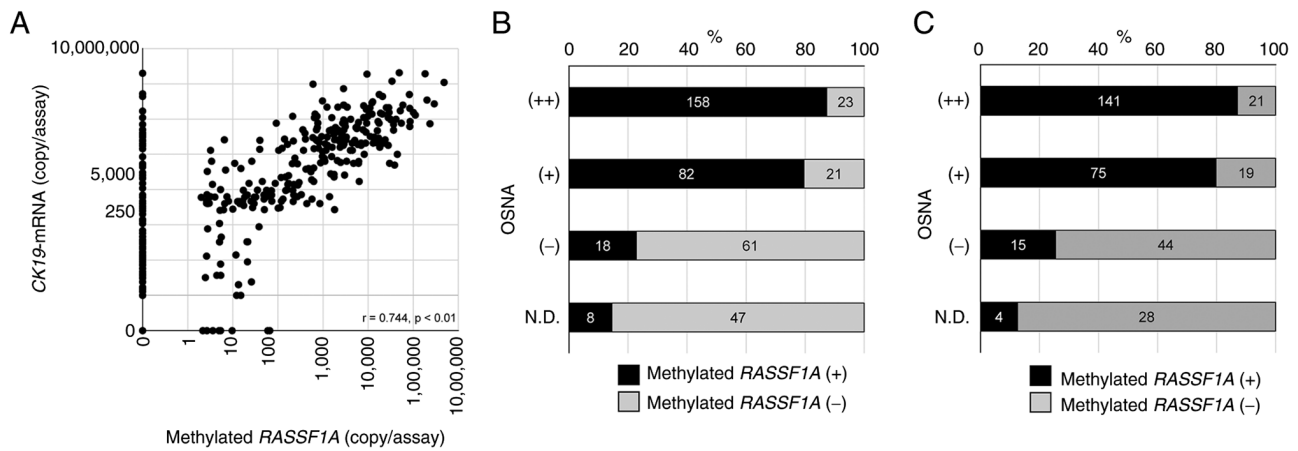 A
10,000,000
5,000
250
0
CK19-mRNA (copy/assay)
r = 0.744, p < 0.01
0
1
10
100
1,000
10,000
1,00,000
10,00,000
Methylated RASSF1A (copy/assay)
B
%
0 20 40 60 80 100
OSNA
(++) 158 23
(+) 82 21
(−) 18 61
N.D. 8 47
Methylated RASSF1A (+)
Methylated RASSF1A (−)
C
%
0 20 40 60 80 100
OSNA
(++) 141 21
(+) 75 19
(−) 15 44
N.D. 4 28
Methylated RASSF1A (+)
Methylated RASSF1A (−)